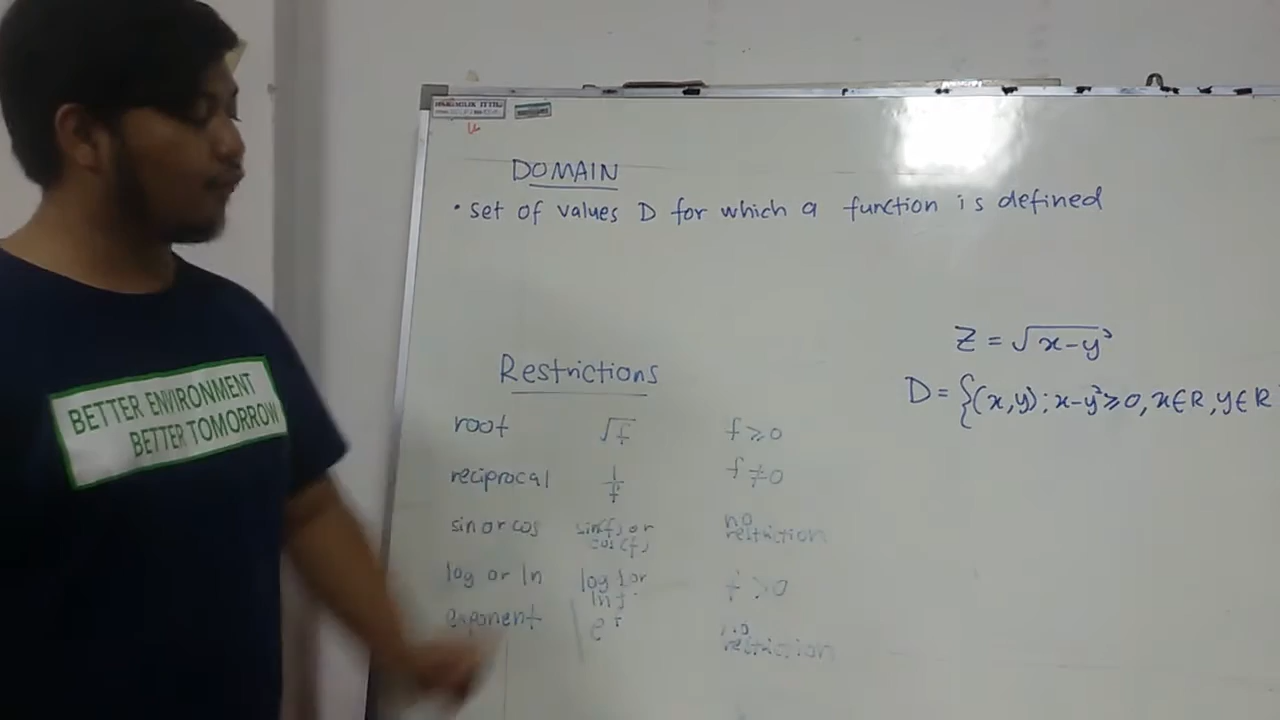 DOMAIN
• set of values D for which a function is defined
Z = √x-y²
D = {(x,y); x-y²≥0, x∈R, y∈R
Restrictions
root √f f≥0
reciprocal 1/f f≠0
sin or cos sin(f) or cos(f) no restriction
log or ln log f or ln f f>0
exponent e^f no restriction
BETTER ENVIRONMENT
BETTER TOMORROW